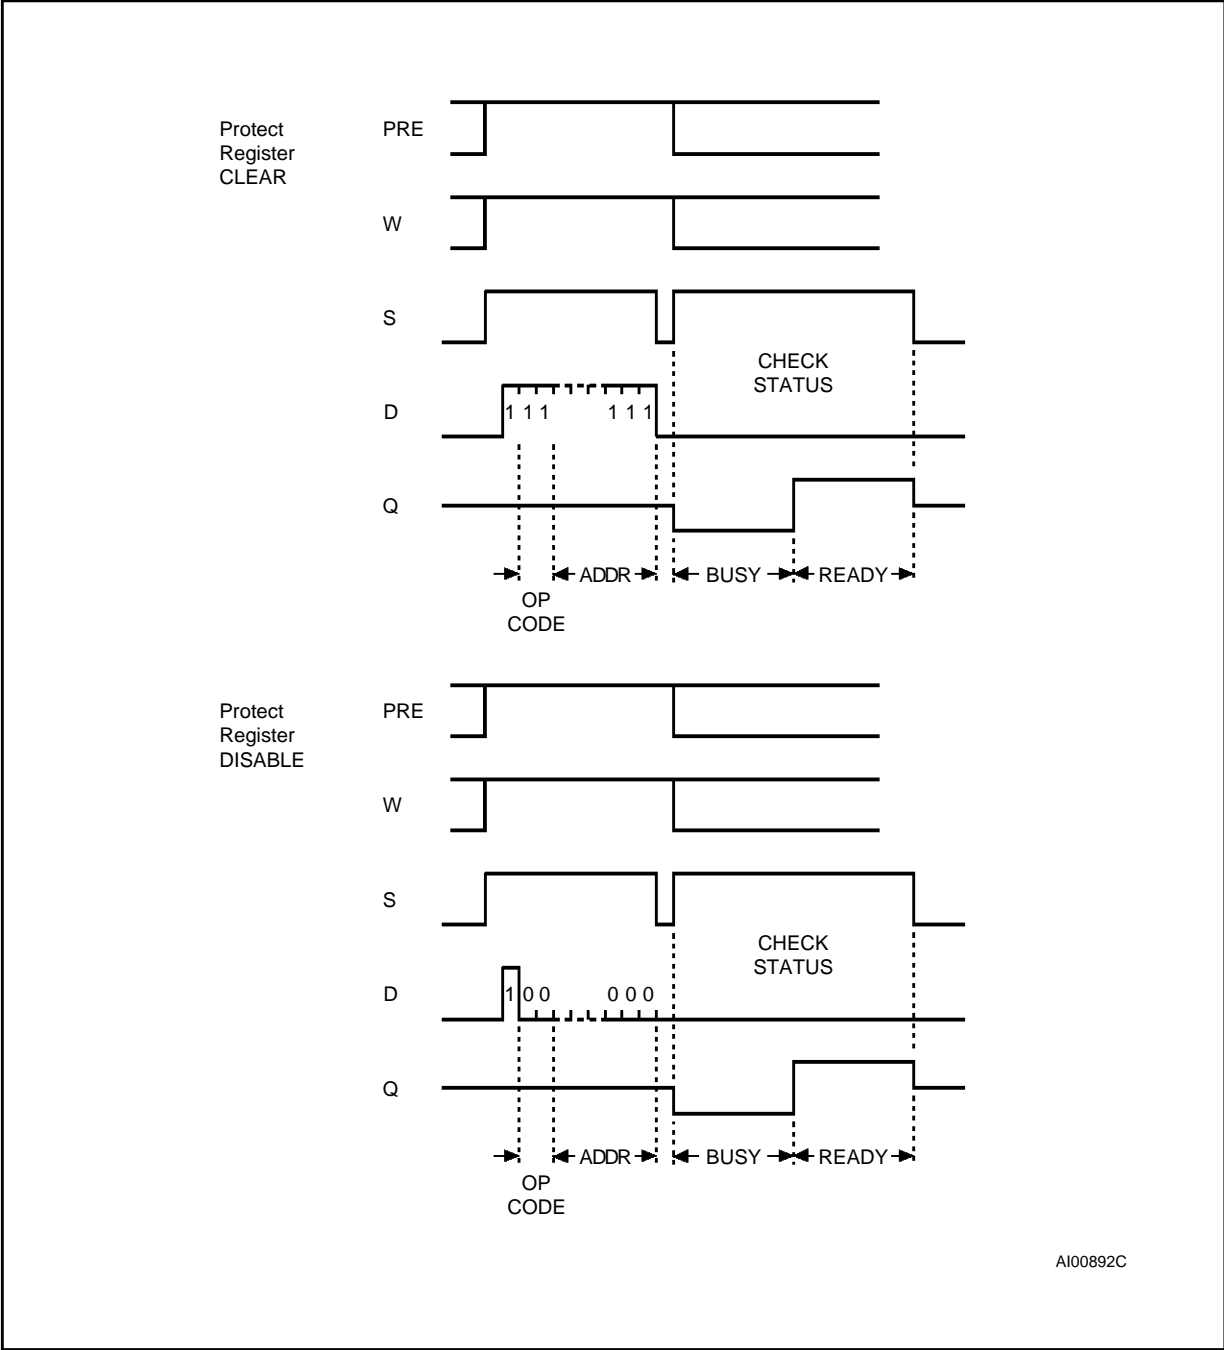 Protect
Register
CLEAR
PRE
W
S
CHECK
STATUS
D
1 1 1 1 1 1
Q
ADDR BUSY READY
OP
CODE
Protect
Register
DISABLE
PRE
W
S
CHECK
STATUS
D
1 0 0 0 0 0
Q
ADDR BUSY READY
OP
CODE
AI00892C